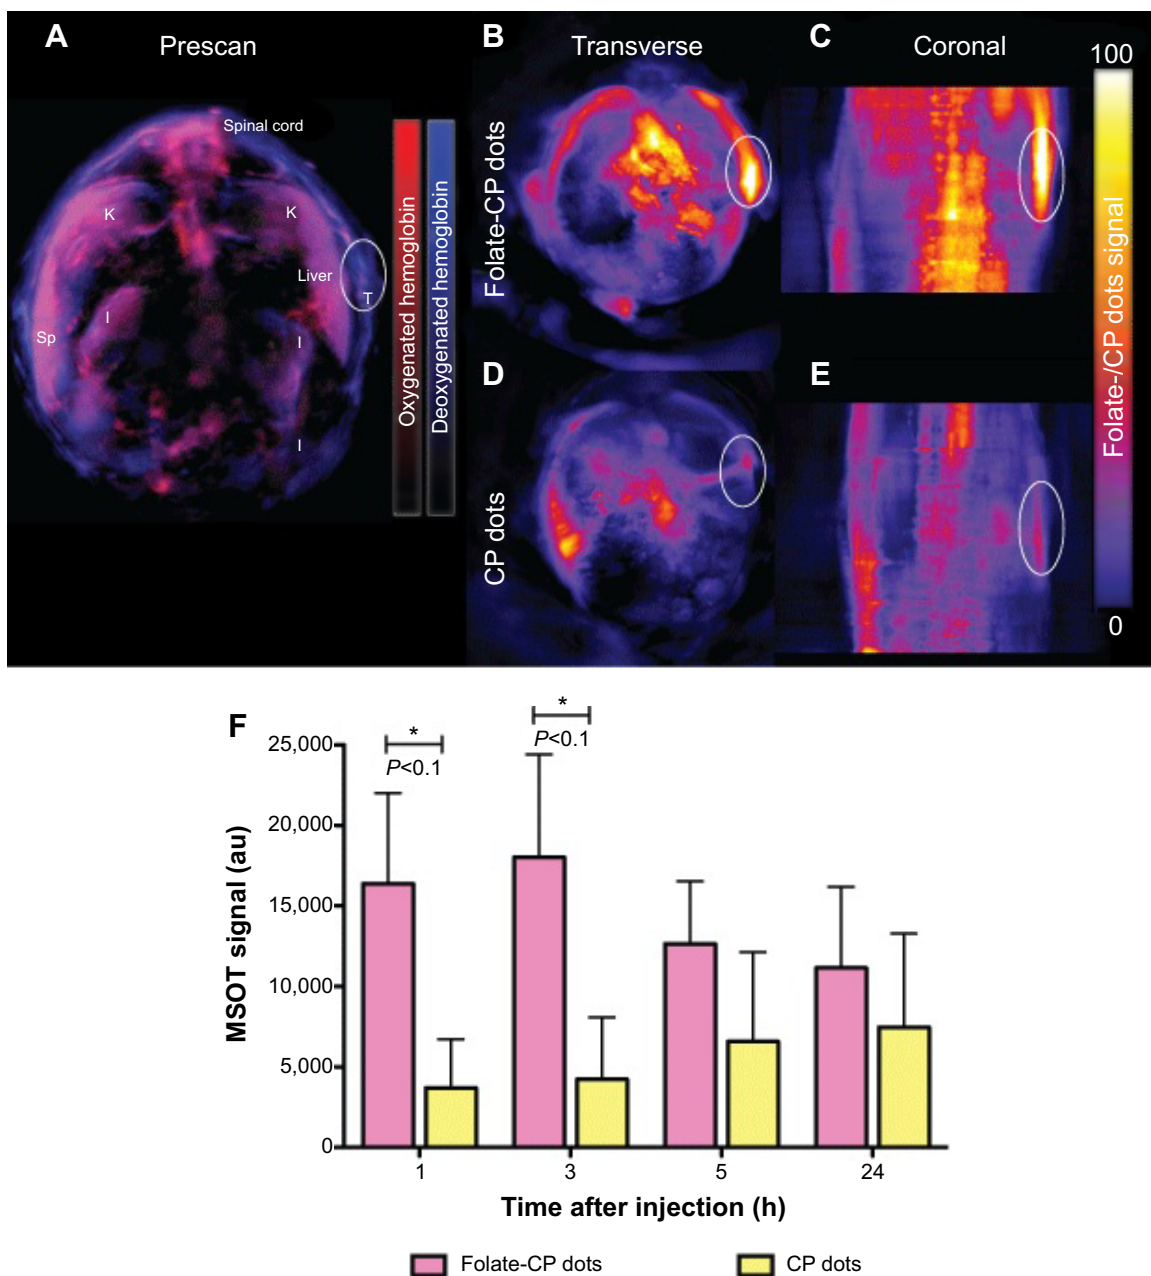 A
Prescan
Spinal cord
K
K
Liver
T
Sp
I
I
I
Oxygenated hemoglobin
Deoxygenated hemoglobin
B
Transverse
C
Coronal
Folate-CP dots
D
E
CP dots
100
Folate-/CP dots signal
0
F
*
P<0.1
*
P<0.1
MSOT signal (au)
25,000
20,000
15,000
10,000
5,000
0
1
3
5
24
Time after injection (h)
Folate-CP dots
CP dots